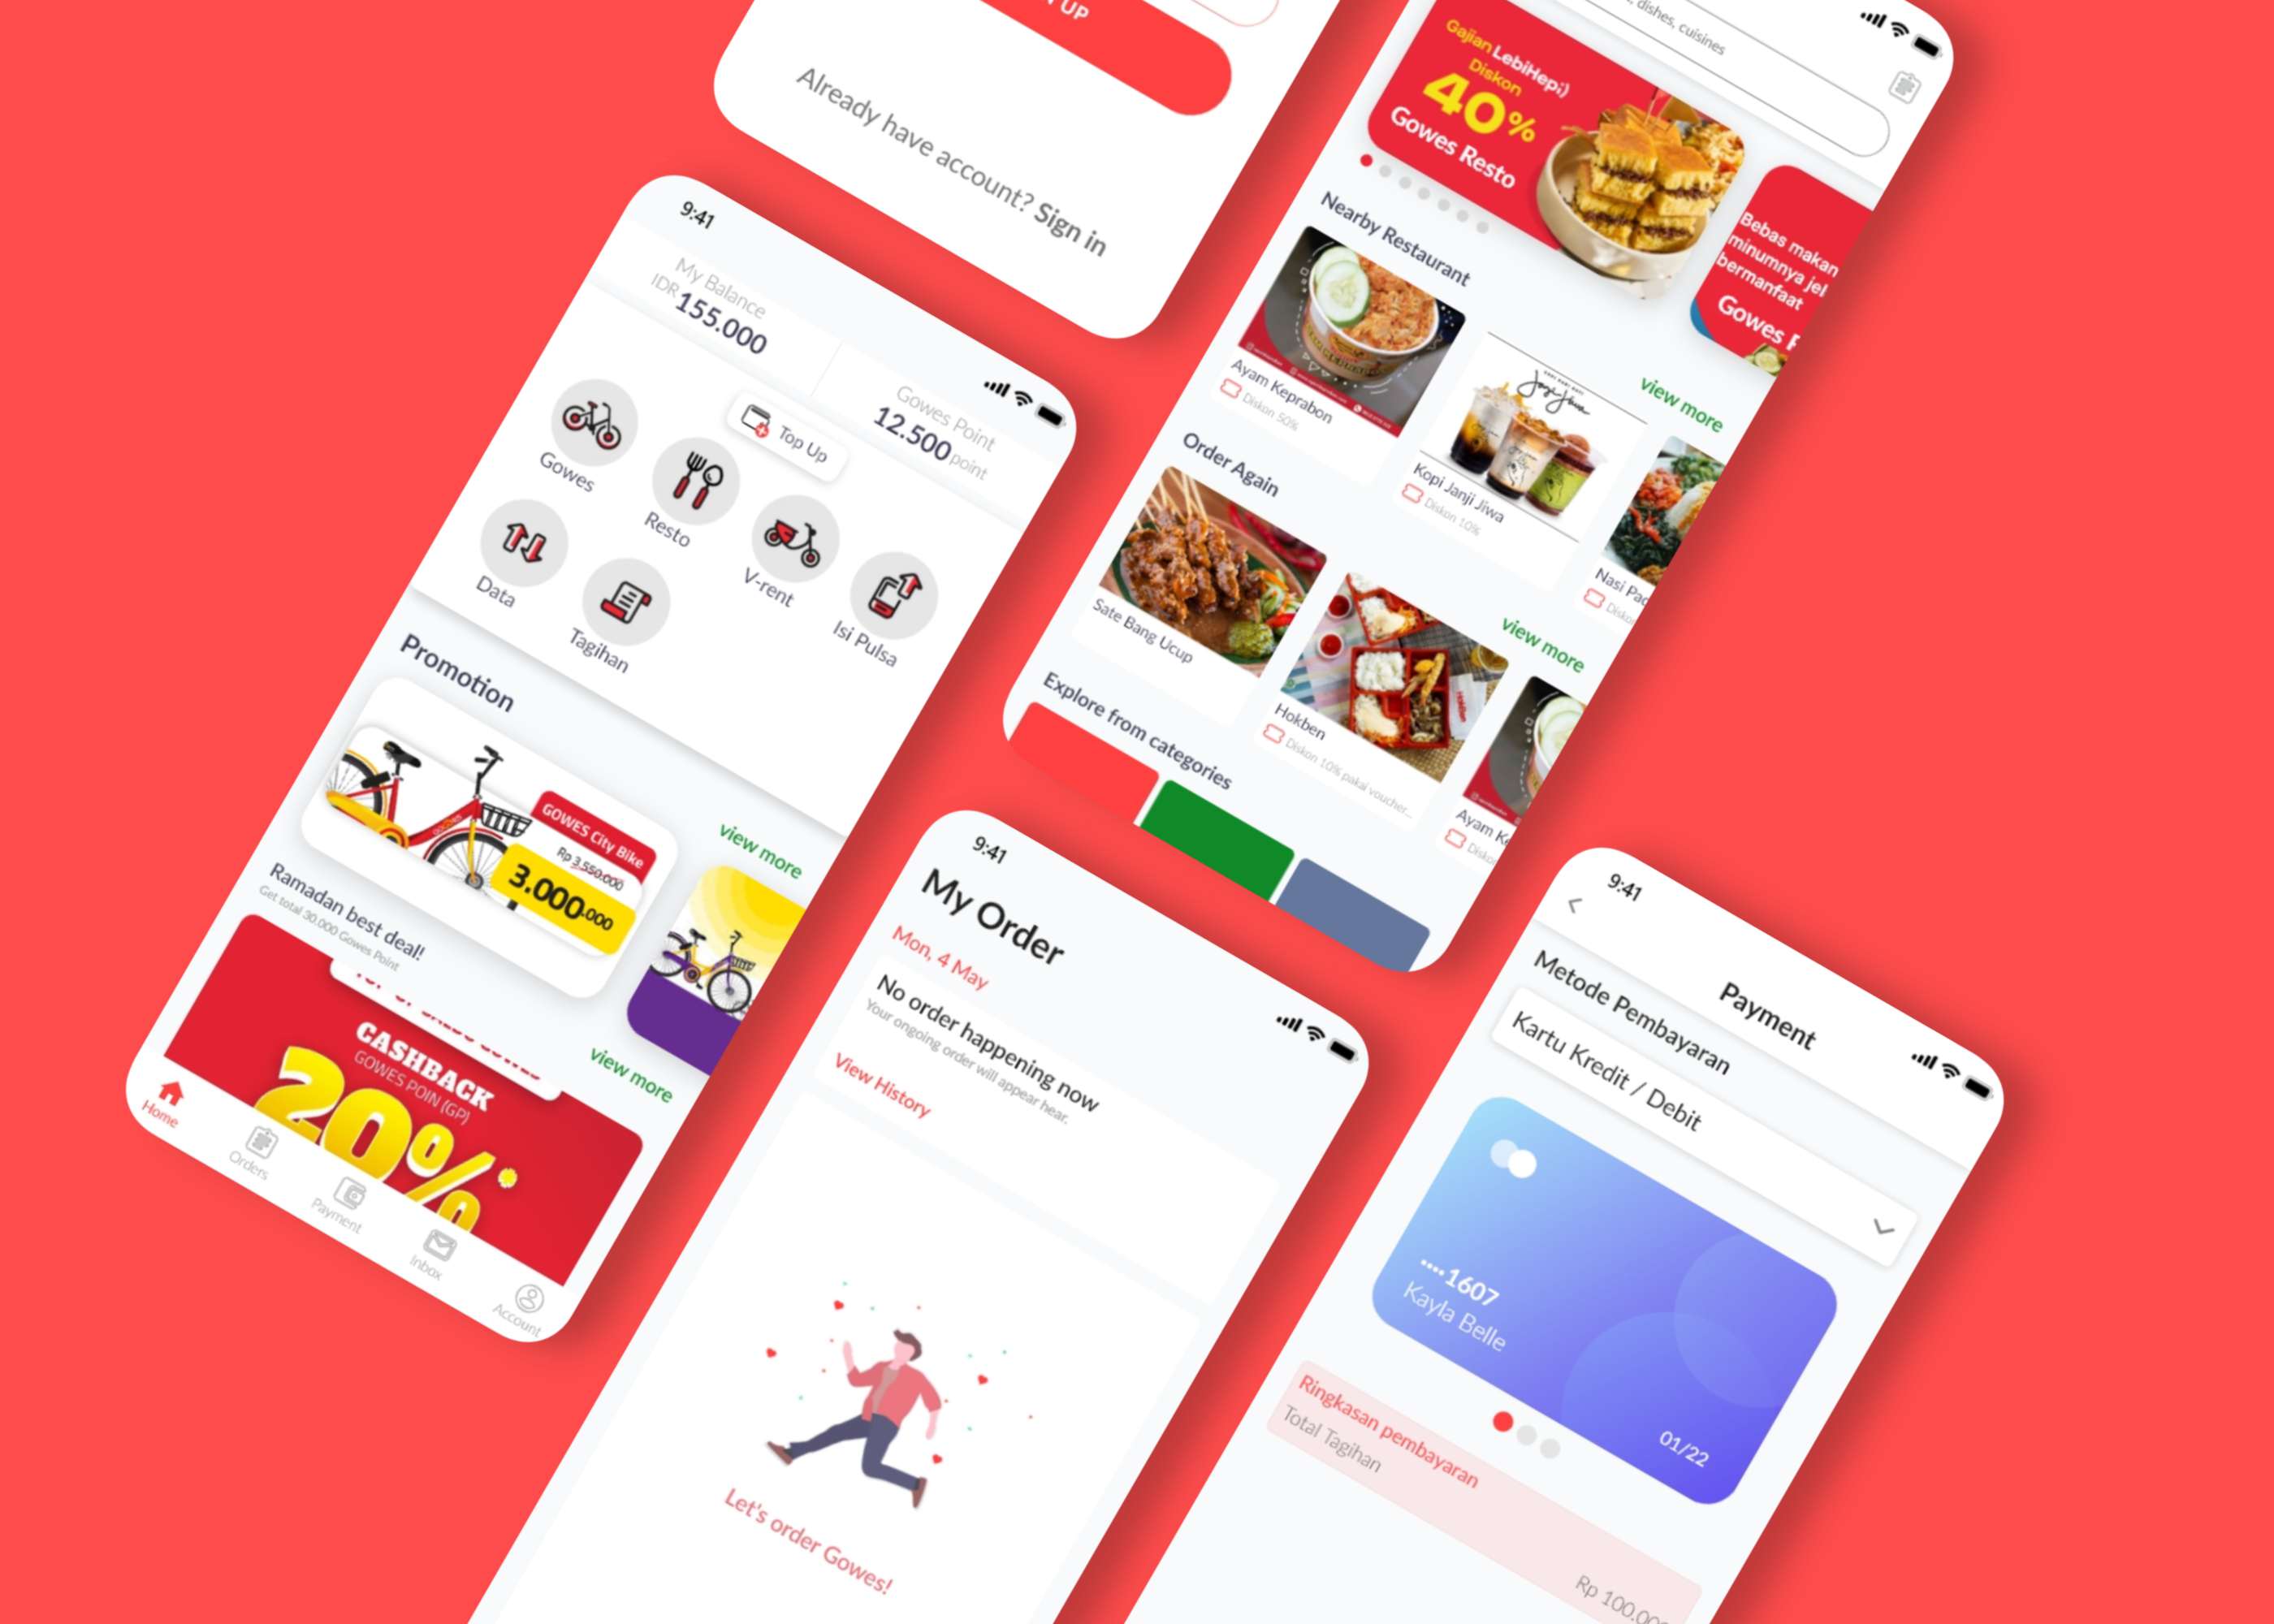 UP
Already have account? Sign in
9:41
My Balance
IDR 155.000
Gowes Point
12.500 point
Top Up
Gowes
Resto
V-rent
Isi Pulsa
Data
Tagihan
Promotion
GOWES City Bike
Rp 3.550.000
3.000.000
view more
Ramadan best deal!
Get total 30.000 Gowes Point
view more
CASHBACK
GOWES POIN (GP)
20%*
Home
Orders
Payment
Inbox
Account
dishes, cuisines
Gajian LebiHepi)
Diskon
40%
Gowes Resto
Bebas makan
minumnya jel
bermanfaat
Gowes
Nearby Restaurant
view more
Ayam Keprabon
Diskon 50%
Kopi Janji Jiwa
Diskon 10%
Nasi Pad
Disko
Order Again
view more
Sate Bang Ucup
Hokben
Diskon 10% pakai voucher...
Ayam Ke
Disko
Explore from categories
9:41
My Order
Mon, 4 May
No order happening now
Your ongoing order will appear hear.
View History
Let's order Gowes!
9:41
<
Payment
Metode Pembayaran
Kartu Kredit / Debit
····1607
Kayla Belle
01/22
Ringkasan pembayaran
Total Tagihan
Rp 100.000